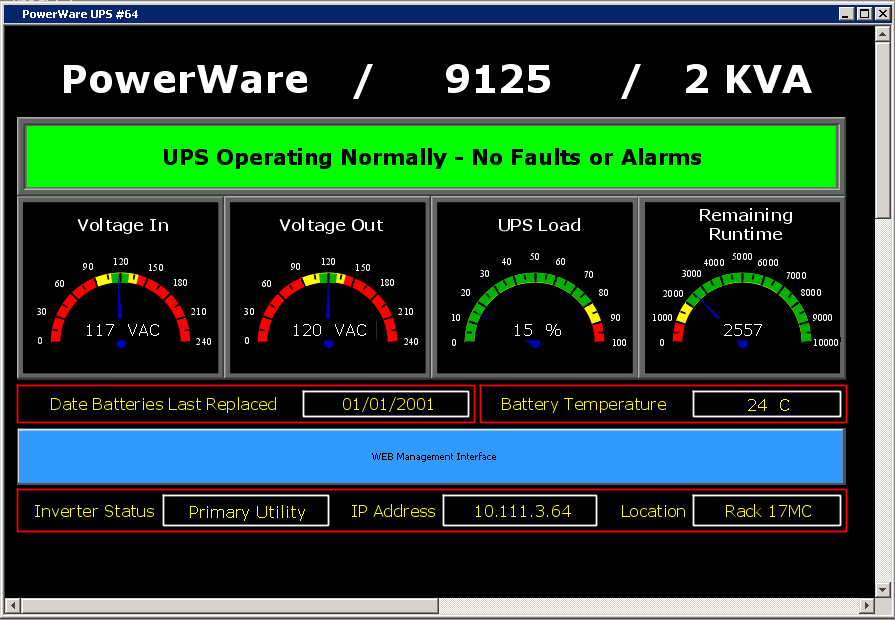 PowerWare UPS #64
PowerWare / 9125 / 2 KVA
UPS Operating Normally - No Faults or Alarms
Voltage In
0 30 60 90 120 150 180 210 240
117 VAC
Voltage Out
0 30 60 90 120 150 180 210 240
120 VAC
UPS Load
0 10 20 30 40 50 60 70 80 90 100
15 %
Remaining
Runtime
0 1000 2000 3000 4000 5000 6000 7000 8000 9000 10000
2557
Date Batteries Last Replaced 01/01/2001
Battery Temperature 24 C
WEB Management Interface
Inverter Status Primary Utility IP Address 10.111.3.64 Location Rack 17MC